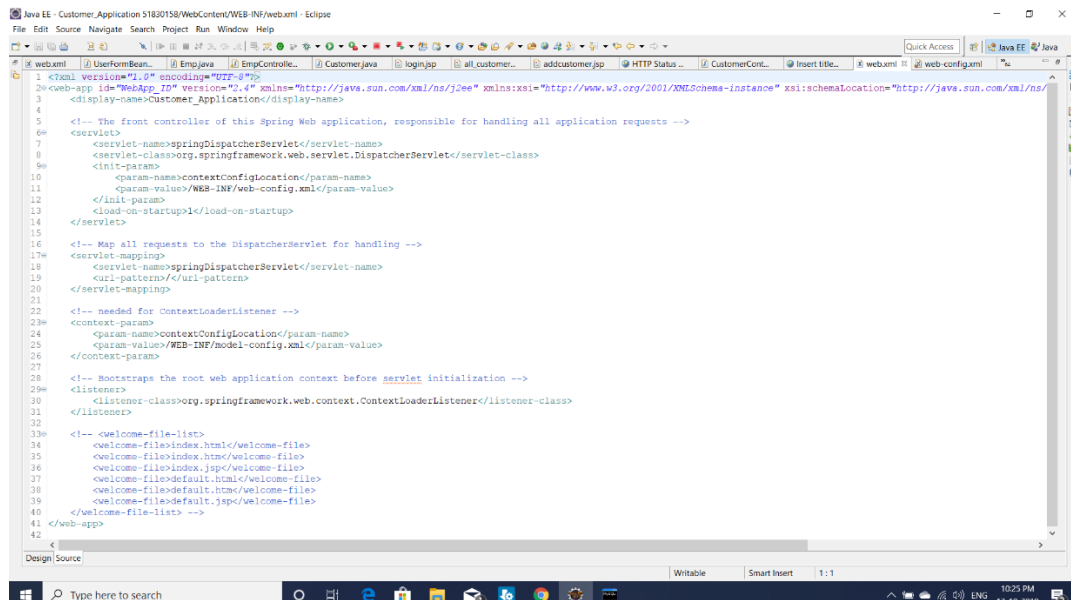 Java EE - Customer_Application 51830158/WebContent/WEB-INF/web.xml - Eclipse
File Edit Source Navigate Search Project Run Window Help
Quick Access Java EE Java
web.xml UserFormBean... Emp.java EmpControlle... Customer.java login.jsp all_customer... addcustomer.jsp HTTP Status ... CustomerCont... Insert title... web.xml web-config.xml
1 <?xml version="1.0" encoding="UTF-8"?>
2 <web-app id="WebApp_ID" version="2.4" xmlns="http://java.sun.com/xml/ns/j2ee" xmlns:xsi="http://www.w3.org/2001/XMLSchema-instance" xsi:schemaLocation="http://java.sun.com/xml/ns/
3 <display-name>Customer_Application</display-name>
4
5 <!-- The front controller of this Spring Web application, responsible for handling all application requests -->
6 <servlet>
7 <servlet-name>springDispatcherServlet</servlet-name>
8 <servlet-class>org.springframework.web.servlet.DispatcherServlet</servlet-class>
9 <init-param>
10 <param-name>contextConfigLocation</param-name>
11 <param-value>/WEB-INF/web-config.xml</param-value>
12 </init-param>
13 <load-on-startup>1</load-on-startup>
14 </servlet>
15
16 <!-- Map all requests to the DispatcherServlet for handling -->
17 <servlet-mapping>
18 <servlet-name>springDispatcherServlet</servlet-name>
19 <url-pattern>/</url-pattern>
20 </servlet-mapping>
21
22 <!-- needed for ContextLoaderListener -->
23 <context-param>
24 <param-name>contextConfigLocation</param-name>
25 <param-value>/WEB-INF/model-config.xml</param-value>
26 </context-param>
27
28 <!-- Bootstraps the root web application context before servlet initialization -->
29 <listener>
30 <listener-class>org.springframework.web.context.ContextLoaderListener</listener-class>
31 </listener>
32
33 <!-- <welcome-file-list>
34 <welcome-file>index.html</welcome-file>
35 <welcome-file>index.htm</welcome-file>
36 <welcome-file>index.jsp</welcome-file>
37 <welcome-file>default.html</welcome-file>
38 <welcome-file>default.htm</welcome-file>
39 <welcome-file>default.jsp</welcome-file>
40 </welcome-file-list> -->
41 </web-app>
42
Design Source
Writable Smart Insert 1 : 1
Type here to search ENG 10:25 PM